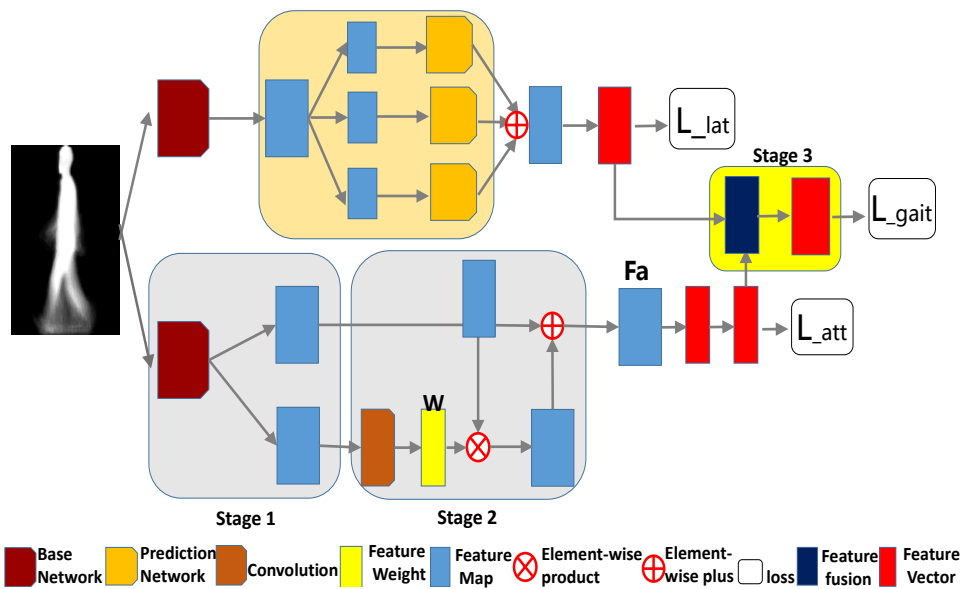 L_lat
Stage 3
L_gait
Fa
L_att
W
Stage 1
Stage 2
Base
Network
Prediction
Network
Convolution
Feature
Weight
Feature
Map
Element-wise
product
Element-
wise plus
loss
Feature
fusion
Feature
Vector